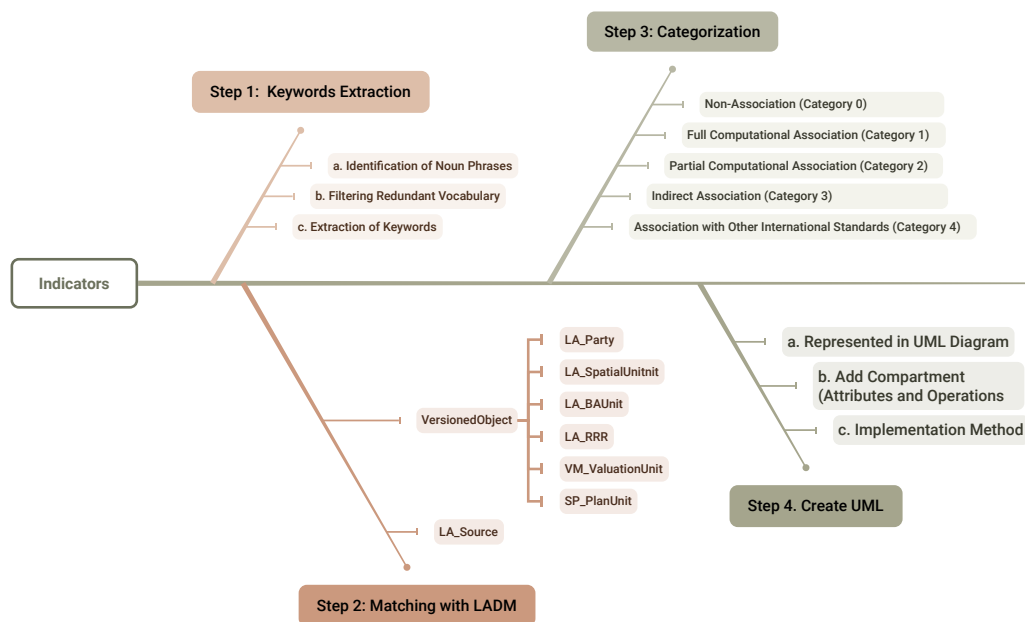 Step 3: Categorization
Step 1: Keywords Extraction
Non-Association (Category 0)
Full Computational Association (Category 1)
Partial Computational Association (Category 2)
Indirect Association (Category 3)
Association with Other International Standards (Category 4)
a. Identification of Noun Phrases
b. Filtering Redundant Vocabulary
c. Extraction of Keywords
Indicators
VersionedObject
LA_Party
LA_SpatialUnitnit
LA_BAUnit
LA_RRR
VM_ValuationUnit
SP_PlanUnit
LA_Source
Step 2: Matching with LADM
a. Represented in UML Diagram
b. Add Compartment
(Attributes and Operations
c. Implementation Method
Step 4. Create UML